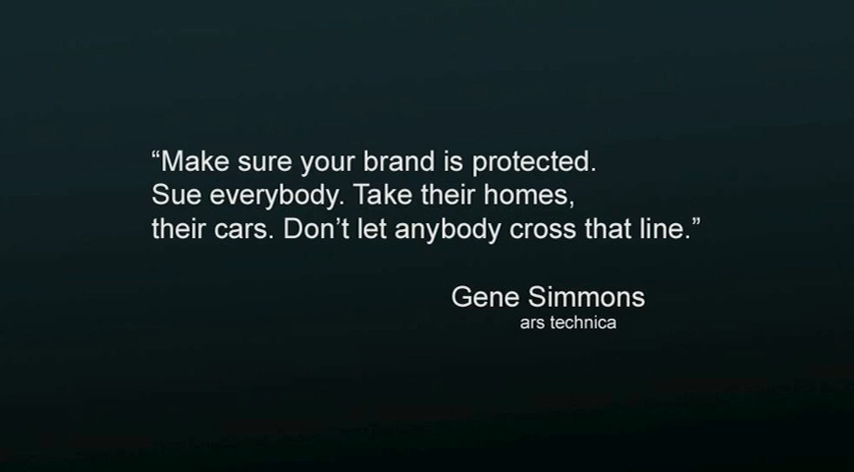 “Make sure your brand is protected.
Sue everybody. Take their homes,
their cars. Don’t let anybody cross that line.”
Gene Simmons
ars technica